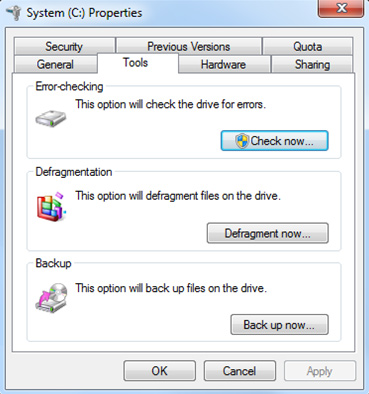 System (C:) Properties
Security Previous Versions Quota
General Tools Hardware Sharing
Error-checking
This option will check the drive for errors.
Check now...
Defragmentation
This option will defragment files on the drive.
Defragment now...
Backup
This option will back up files on the drive.
Back up now...
OK Cancel Apply